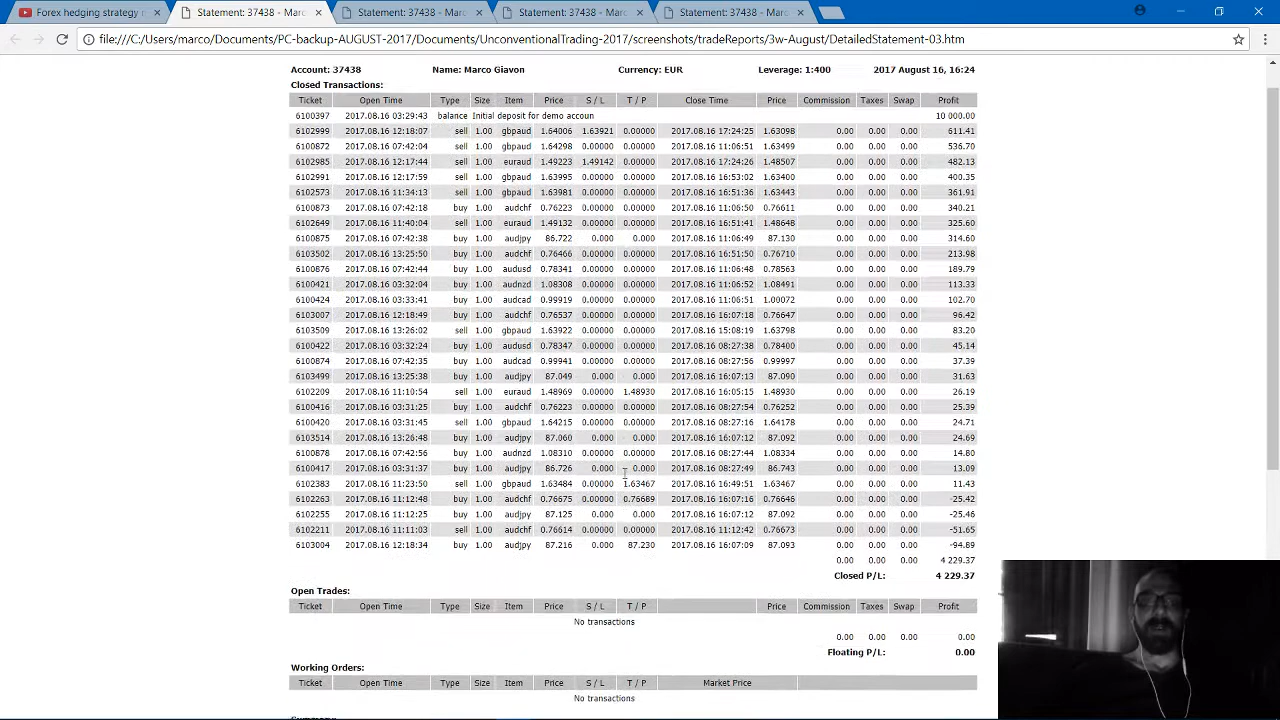 Forex hedging strategy
Statement: 37438 - Marco
Statement: 37438 - Marco
Statement: 37438 - Marco
Statement: 37438 - Marco
file:///C:/Users/marco/Documents/PC-backup-AUGUST-2017/Documents/UnconventionalTrading-2017/screenshots/tradeReports/3w-August/DetailedStatement-03.htm
Account: 37438 Name: Marco Giavon Currency: EUR Leverage: 1:400 2017 August 16, 16:24
Closed Transactions:
Ticket Open Time Type Size Item Price S / L T / P Close Time Price Commission Taxes Swap Profit
6100397 2017.08.16 03:29:43 balance Initial deposit for demo accoun 10 000.00
6102999 2017.08.16 12:18:07 sell 1.00 gbpaud 1.64006 1.63921 0.00000 2017.08.16 17:24:25 1.63098 0.00 0.00 0.00 611.41
6100872 2017.08.16 07:42:04 sell 1.00 gbpaud 1.64298 0.00000 0.00000 2017.08.16 11:06:51 1.63499 0.00 0.00 0.00 536.70
6102985 2017.08.16 12:17:44 sell 1.00 euraud 1.49223 1.49142 0.00000 2017.08.16 17:24:26 1.48507 0.00 0.00 0.00 482.13
6102991 2017.08.16 12:17:59 sell 1.00 gbpaud 1.63995 0.00000 0.00000 2017.08.16 16:53:02 1.63400 0.00 0.00 0.00 400.35
6102573 2017.08.16 11:34:13 sell 1.00 gbpaud 1.63981 0.00000 0.00000 2017.08.16 16:51:36 1.63443 0.00 0.00 0.00 361.91
6100873 2017.08.16 07:42:18 buy 1.00 audchf 0.76223 0.00000 0.00000 2017.08.16 11:06:50 0.76611 0.00 0.00 0.00 340.21
6102649 2017.08.16 11:40:04 sell 1.00 euraud 1.49132 0.00000 0.00000 2017.08.16 16:51:41 1.48648 0.00 0.00 0.00 325.60
6100875 2017.08.16 07:42:38 buy 1.00 audjpy 86.722 0.000 0.000 2017.08.16 11:06:49 87.130 0.00 0.00 0.00 314.60
6103502 2017.08.16 13:25:50 buy 1.00 audchf 0.76466 0.00000 0.00000 2017.08.16 16:51:50 0.76710 0.00 0.00 0.00 213.98
6100876 2017.08.16 07:42:44 buy 1.00 audusd 0.78341 0.00000 0.00000 2017.08.16 11:06:48 0.78563 0.00 0.00 0.00 189.79
6100421 2017.08.16 03:32:04 buy 1.00 audnzd 1.08308 0.00000 0.00000 2017.08.16 11:06:52 1.08491 0.00 0.00 0.00 113.33
6100424 2017.08.16 03:33:41 buy 1.00 audcad 0.99919 0.00000 0.00000 2017.08.16 11:06:51 1.00072 0.00 0.00 0.00 102.70
6103007 2017.08.16 12:18:49 buy 1.00 audchf 0.76537 0.00000 0.00000 2017.08.16 16:07:18 0.76647 0.00 0.00 0.00 96.42
6103509 2017.08.16 13:26:02 sell 1.00 gbpaud 1.63922 0.00000 0.00000 2017.08.16 15:08:19 1.63798 0.00 0.00 0.00 83.20
6100422 2017.08.16 03:32:24 buy 1.00 audusd 0.78347 0.00000 0.00000 2017.08.16 08:27:38 0.78400 0.00 0.00 0.00 45.14
6100874 2017.08.16 07:42:35 buy 1.00 audcad 0.99941 0.00000 0.00000 2017.08.16 08:27:56 0.99997 0.00 0.00 0.00 37.39
6103499 2017.08.16 13:25:38 buy 1.00 audjpy 87.049 0.000 0.000 2017.08.16 16:07:13 87.090 0.00 0.00 0.00 31.63
6102209 2017.08.16 11:10:54 sell 1.00 euraud 1.48969 0.00000 1.48930 2017.08.16 16:05:15 1.48930 0.00 0.00 0.00 26.19
6100416 2017.08.16 03:31:25 buy 1.00 audchf 0.76223 0.00000 0.00000 2017.08.16 08:27:54 0.76252 0.00 0.00 0.00 25.39
6100420 2017.08.16 03:31:45 sell 1.00 gbpaud 1.64215 0.00000 0.00000 2017.08.16 08:27:16 1.64178 0.00 0.00 0.00 24.71
6103514 2017.08.16 13:26:48 buy 1.00 audjpy 87.060 0.000 0.000 2017.08.16 16:07:12 87.092 0.00 0.00 0.00 24.69
6100878 2017.08.16 07:42:56 buy 1.00 audnzd 1.08310 0.00000 0.00000 2017.08.16 08:27:44 1.08334 0.00 0.00 0.00 14.80
6100417 2017.08.16 03:31:37 buy 1.00 audjpy 86.726 0.000 0.000 2017.08.16 08:27:49 86.743 0.00 0.00 0.00 13.09
6102383 2017.08.16 11:23:50 sell 1.00 gbpaud 1.63484 0.00000 1.63467 2017.08.16 16:49:51 1.63467 0.00 0.00 0.00 11.43
6102263 2017.08.16 11:12:48 buy 1.00 audchf 0.76675 0.00000 0.76689 2017.08.16 16:07:16 0.76646 0.00 0.00 0.00 -25.42
6102255 2017.08.16 11:12:25 buy 1.00 audjpy 87.125 0.000 0.000 2017.08.16 16:07:12 87.092 0.00 0.00 0.00 -25.46
6102211 2017.08.16 11:11:03 sell 1.00 audchf 0.76614 0.00000 0.00000 2017.08.16 11:12:42 0.76673 0.00 0.00 0.00 -51.65
6103004 2017.08.16 12:18:34 buy 1.00 audjpy 87.216 0.000 87.230 2017.08.16 16:07:09 87.093 0.00 0.00 0.00 -94.89
0.00 0.00 0.00 4 229.37
Closed P/L: 4 229.37
Open Trades:
Ticket Open Time Type Size Item Price S / L T / P Price Commission Taxes Swap Profit
No transactions
0.00 0.00 0.00 0.00
Floating P/L: 0.00
Working Orders:
Ticket Open Time Type Size Item Price S / L T / P Market Price
No transactions